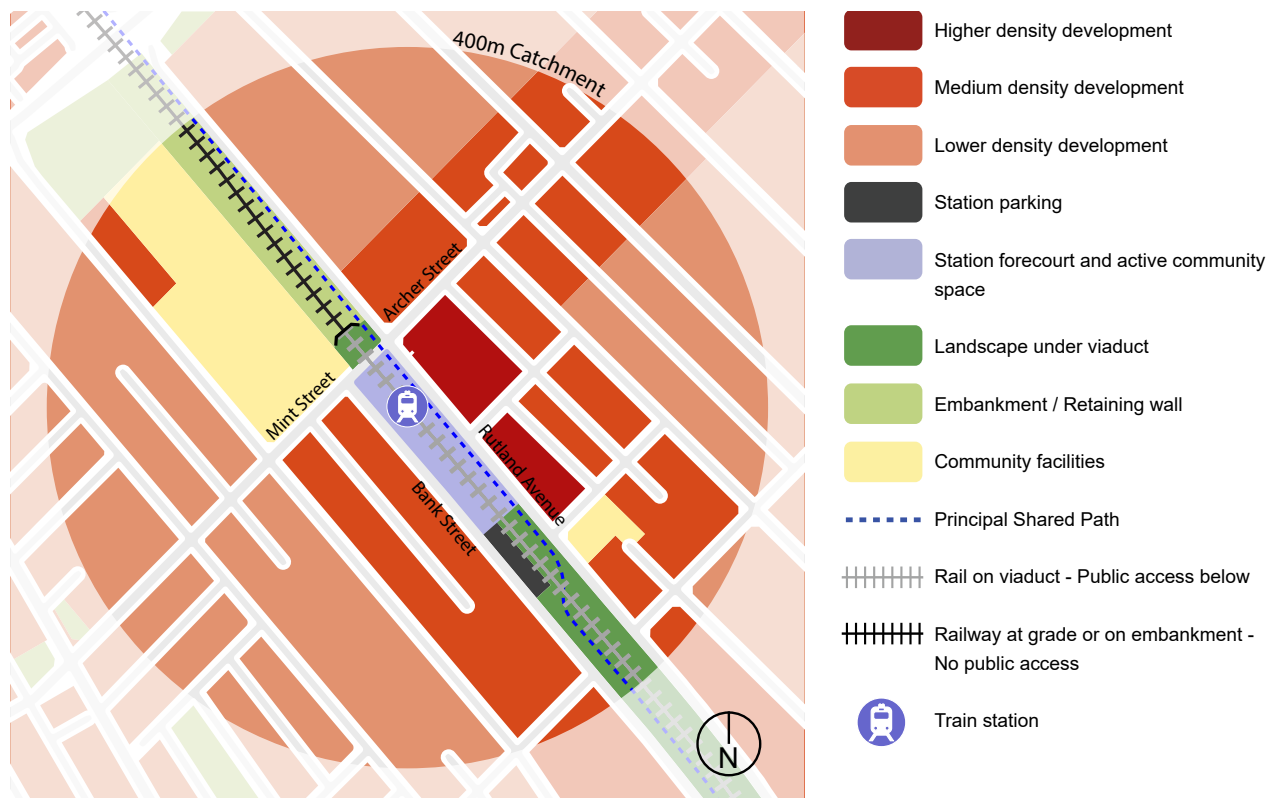 400m Catchment
Archer Street
Mint Street
Rutland Avenue
Bank Street
N
Higher density development
Medium density development
Lower density development
Station parking
Station forecourt and active community
space
Landscape under viaduct
Embankment / Retaining wall
Community facilities
Principal Shared Path
Rail on viaduct - Public access below
Railway at grade or on embankment -
No public access
Train station